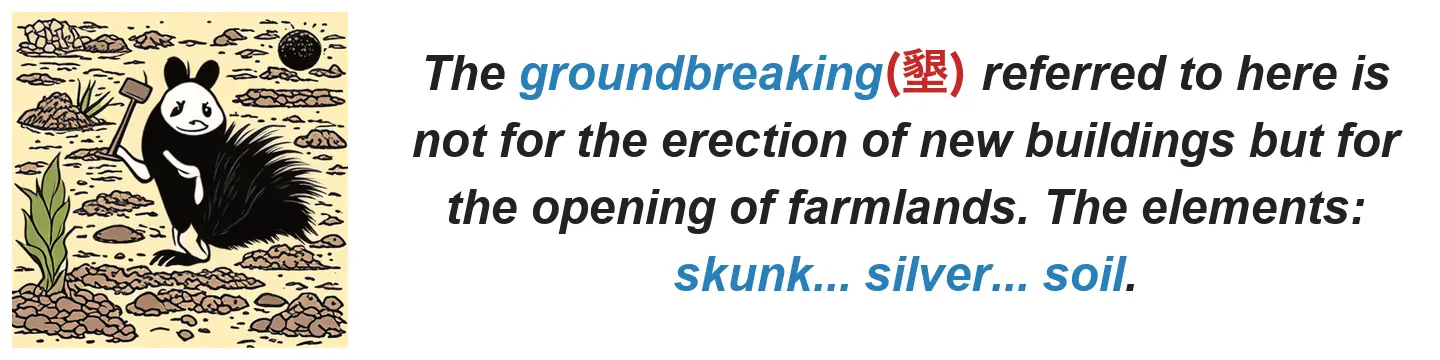 The groundbreaking(墾) referred to here is
not for the erection of new buildings but for
the opening of farmlands. The elements:
skunk... silver... soil.